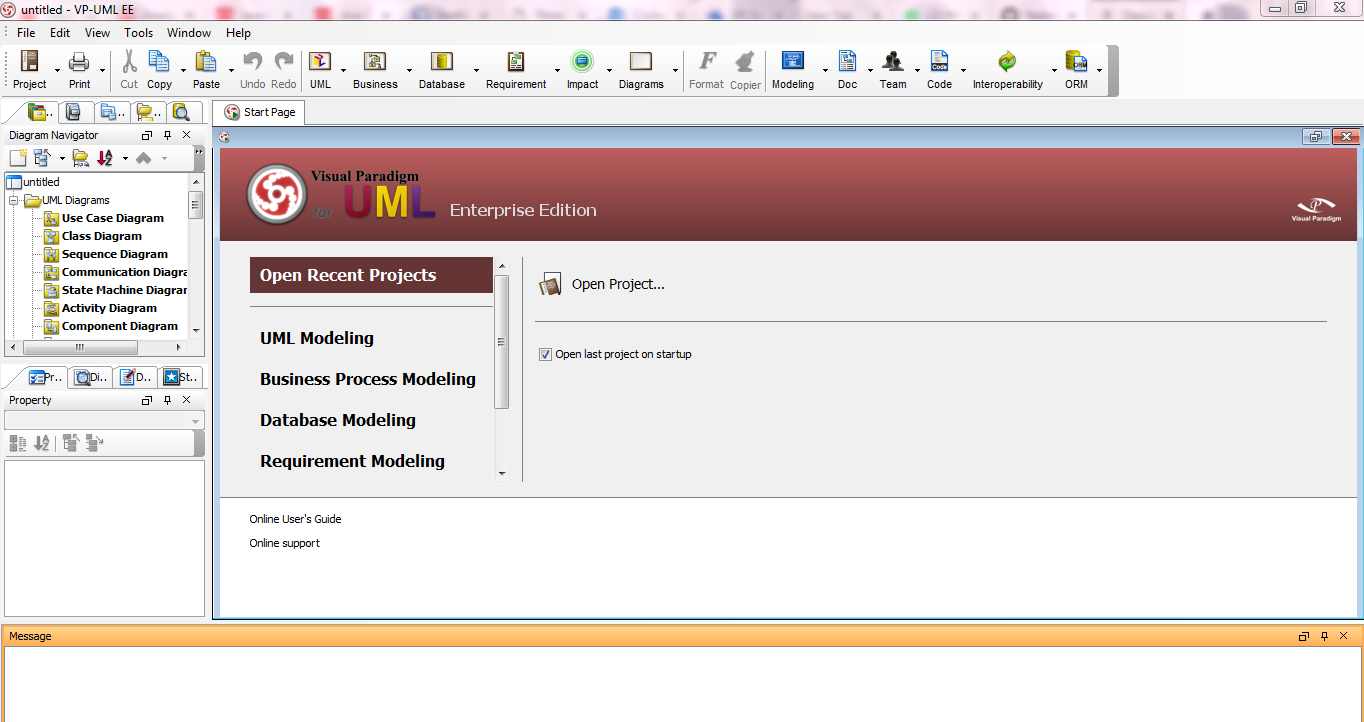 untitled - VP-UML EE
File Edit View Tools Window Help
Project Print Cut Copy Paste Undo Redo UML Business Database Requirement Impact Diagrams Format Copier Modeling Doc Team Code Interoperability ORM
Start Page
Diagram Navigator
untitled
UML Diagrams
Use Case Diagram
Class Diagram
Sequence Diagram
Communication Diagra
State Machine Diagrar
Activity Diagram
Component Diagram
Pr.. Di.. D.. St..
Property
Visual Paradigm
for UML Enterprise Edition
Visual Paradigm
Open Recent Projects
UML Modeling
Business Process Modeling
Database Modeling
Requirement Modeling
Open Project...
Open last project on startup
Online User's Guide
Online support
Message